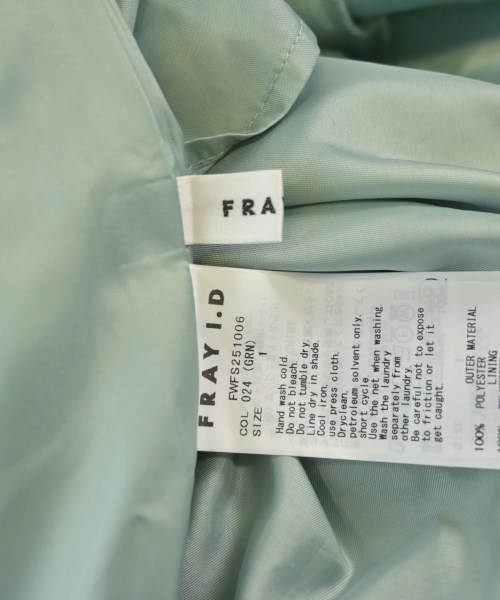 FRA
FRAY I.D
FWFS251006
COL 024 (GRN)
SIZE 1
Hand wash cold.
Do not bleach.
Do not tumble dry.
Line dry in shade.
Cool iron,
use press cloth.
Dryclean,
petroleum solvent only.
short cycle.
Use the net when washing.
Wash the laundry
separately from
other laundry.
Be careful not to expose
to friction or let it
get caught.
OUTER MATERIAL
100% POLYESTER
LINING
100%